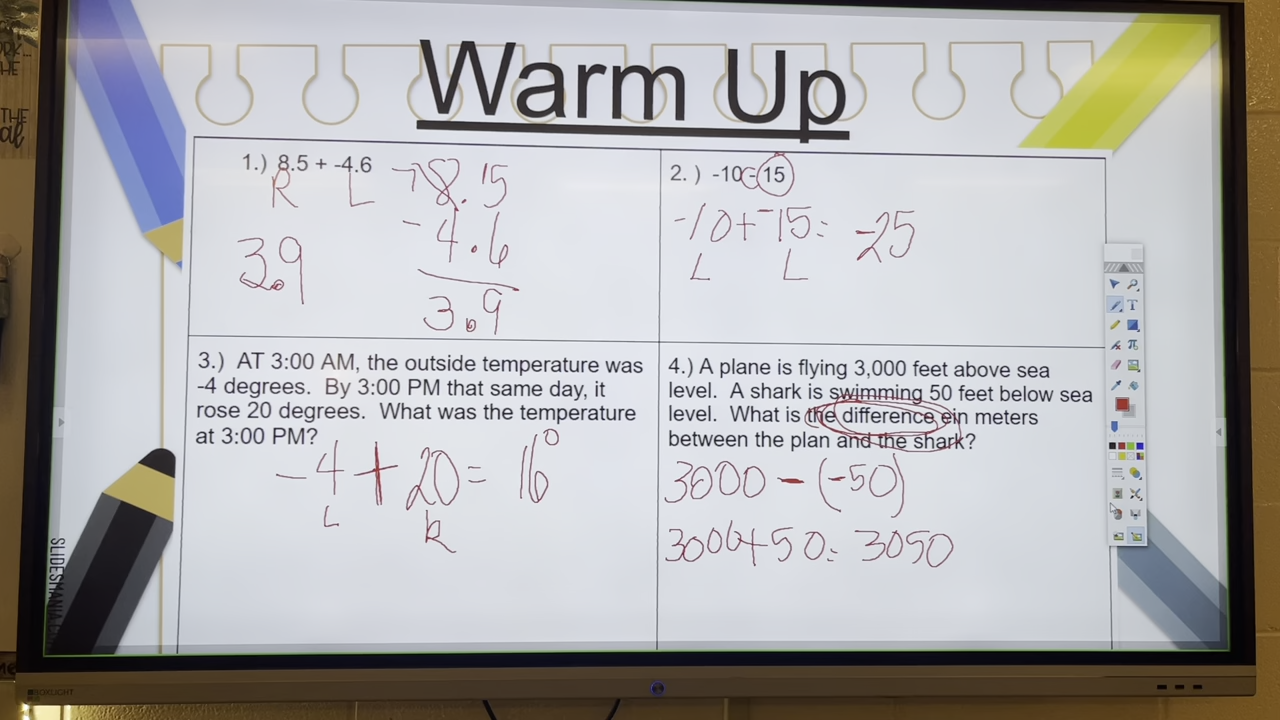 Warm Up
1.) 8.5 + -4.6
R L
3.9
- 4.6
3.9
2. ) -10 - 15
-10 + -15 = -25
L L
3.) AT 3:00 AM, the outside temperature was
-4 degrees. By 3:00 PM that same day, it
rose 20 degrees. What was the temperature
at 3:00 PM?
-4 + 20 = 16°
L R
4.) A plane is flying 3,000 feet above sea
level. A shark is swimming 50 feet below sea
level. What is the difference ein meters
between the plan and the shark?
3000 - (-50)
3000 + 50 = 3050
BOXLIGHT